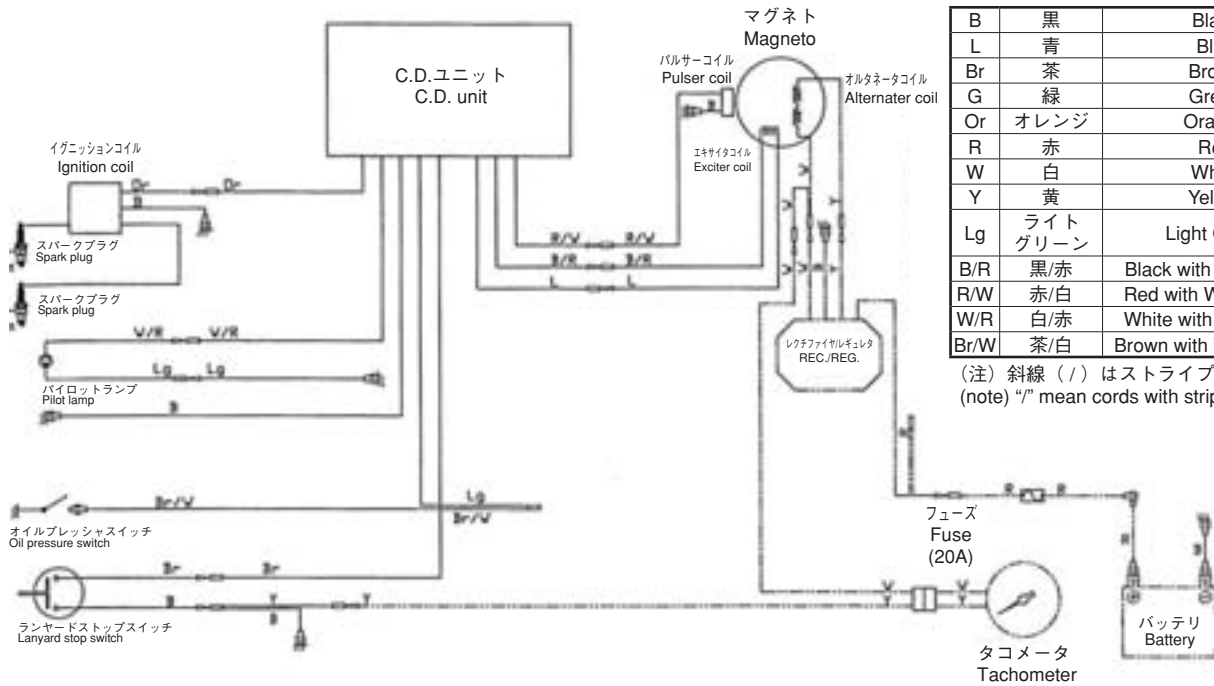 マグネト
Magneto
C.D.ユニット
C.D. unit
パルサーコイル
Pulser coil
オルタネータコイル
Alternater coil
エキサイタコイル
Exciter coil
イグニッションコイル
Ignition coil
B
スパークプラグ
Spark plug
スパークプラグ
Spark plug
R/W R/W
B/R B/R
L L
W/R W/R
Lg Lg
パイロットランプ
Pilot lamp
B
レクチファイヤ/レギュレタ
REC./REG.
W W B Y
W Y
Br/W
Lg
Br/W
オイルプレッシャスイッチ
Oil pressure switch
Br Br
B Y Y
B
ランヤードストップスイッチ
Lanyard stop switch
R
R R
フューズ
Fuse
(20A)
W W
Y Y
タコメータ
Tachometer
バッテリ
Battery
B 黒
L 青
Br 茶
G 緑
Or オレンジ
R 赤
W 白
Y 黄
Lg ライト
グリーン Light
B/R 黒/赤 Black with
R/W 赤/白 Red with
W/R 白/赤 White with
Br/W 茶/白 Brown with
（注）斜線（/）はストライプ
(note) “/” mean cords with